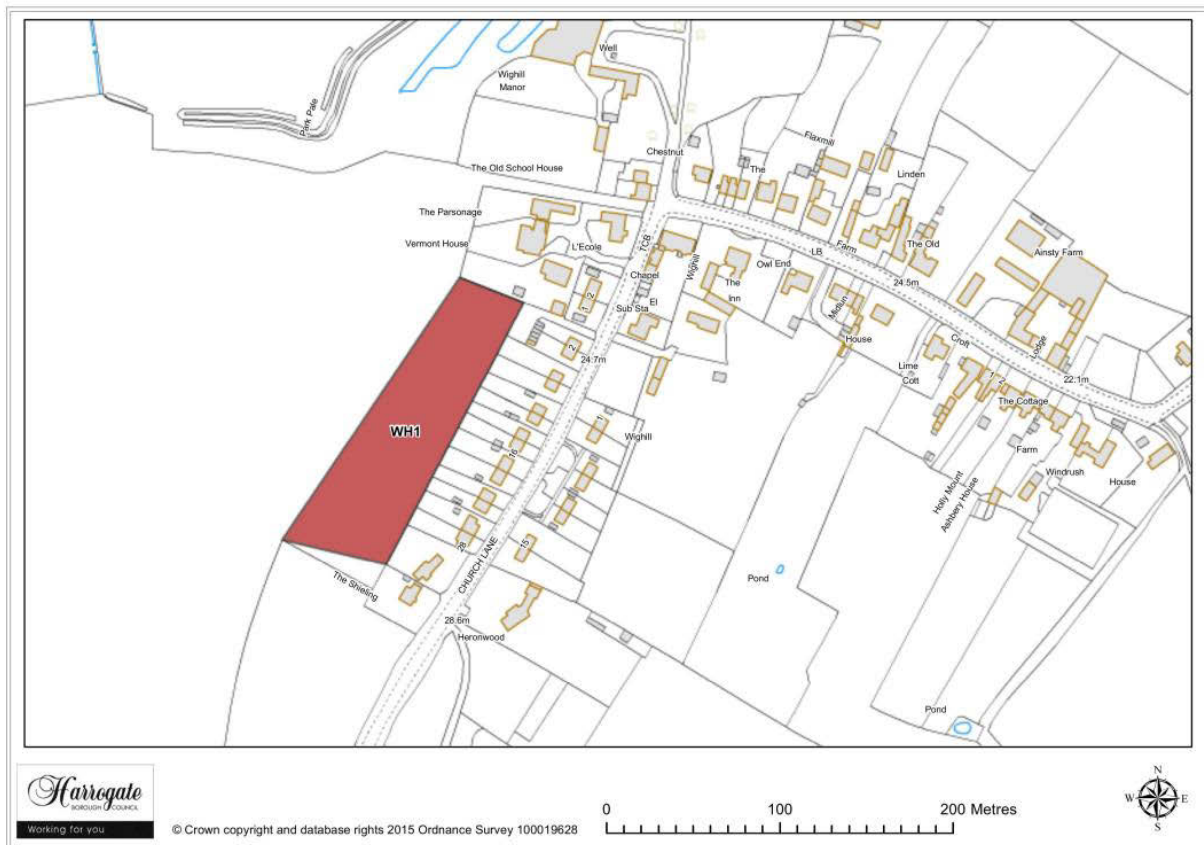 Well
Wighill
Manor
Park Pale
Chestnut
Flaxmill
The
The Old School House
Linden
The Parsonage
Vermont House
L'Ecole
TCB
Farm
LB
The Old
Ainsty Farm
Chapel
Wighill
Owl End
The
Inn
24.5m
1 2
El
Sub Sta
Midlun
House
Croft
Lodge
2
24.7m
Lime
Cott
22.1m
1 2
The Cottage
WH1
16
1
Wighill
Farm
Windrush
House
Holly Mount
Ashbery House
28
15
CHURCH LANE
The Shieling
Pond
28.6m
Heronwood
Pond
Harrogate
BOROUGH COUNCIL
Working for you
© Crown copyright and database rights 2015 Ordnance Survey 100019628
0 100 200 Metres
N
W E
S